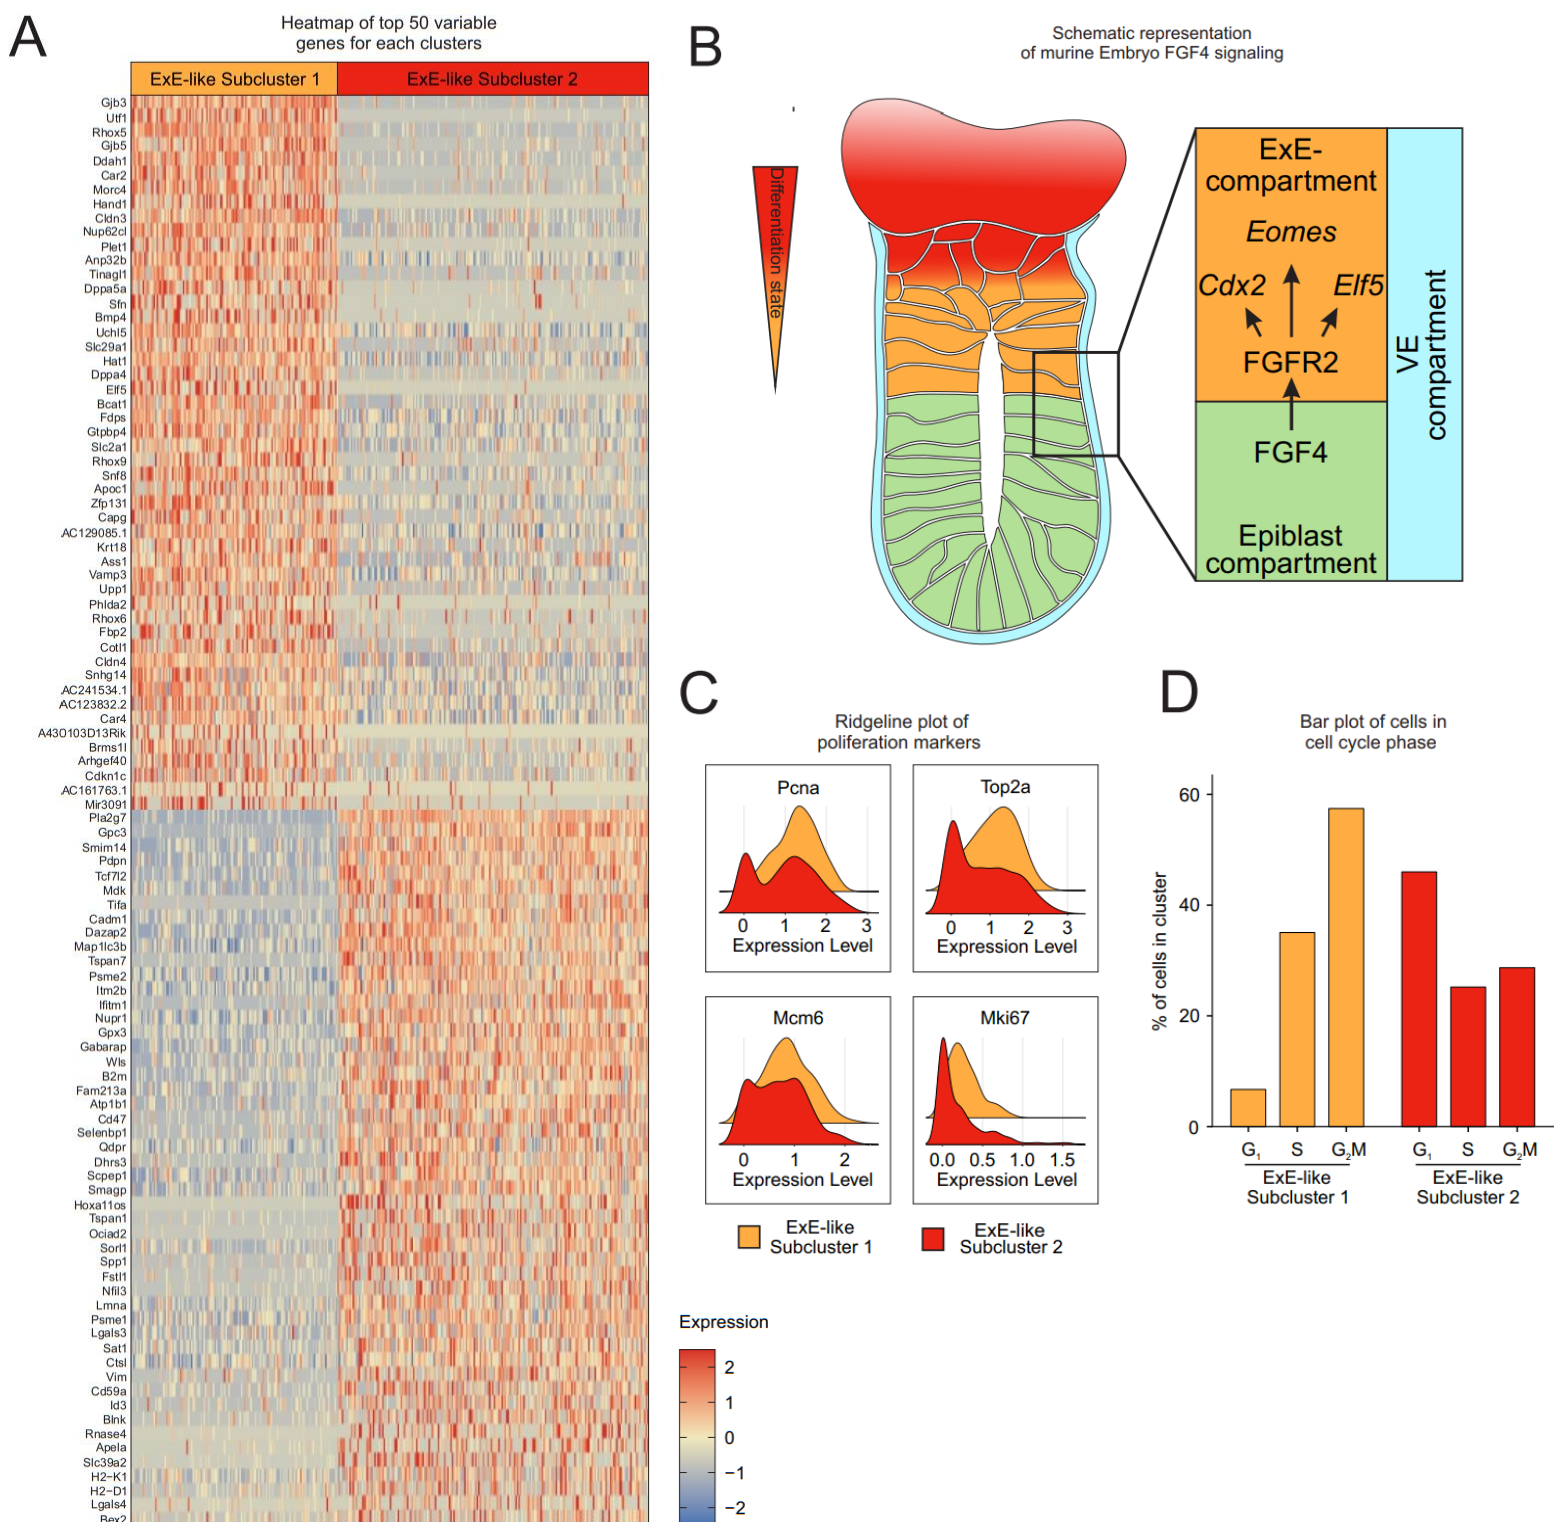 A
Heatmap of top 50 variable
genes for each clusters
ExE-like Subcluster 1
ExE-like Subcluster 2
Gjb3
Utf1
Rhox5
Gjb5
Ddah1
Car2
Morc4
Hand1
Cldn3
Nup62cl
Plet1
Anp32b
Tinagl1
Dppa5a
Sfn
Bmp4
Uchl5
Slc29a1
Hat1
Dppa4
Elf5
Bcat1
Fdps
Gtpbp4
Slc2a1
Rhox9
Snf8
Apoc1
Zfp131
Capg
AC129085.1
Krt18
Ass1
Vamp3
Upp1
Phlda2
Rhox6
Fbp2
Cotl1
Cldn4
Snhg14
AC241534.1
AC123832.2
Car4
A430103D13Rik
Brms1l
Arhgef40
Cdkn1c
AC161763.1
Mir3091
Pla2g7
Gpc3
Smim14
Pdpn
Tcf7l2
Mdk
Tifa
Cadm1
Dazap2
Map1lc3b
Tspan7
Psme2
Itm2b
Ifitm1
Nupr1
Gpx3
Gabarap
Wls
B2m
Fam213a
Atp1b1
Cd47
Selenbp1
Qdpr
Dhrs3
Scpep1
Smagp
Hoxa11os
Tspan1
Ociad2
Sorl1
Spp1
Fstl1
Nfil3
Lmna
Psme1
Lgals3
Sat1
Ctsl
Vim
Cd59a
Id3
Blnk
Rnase4
Apela
Slc39a2
H2−K1
H2−D1
Lgals4
Bex2
B
Schematic representation
of murine Embryo FGF4 signaling
Differentiation state
ExE-
compartment
Eomes
Cdx2
Elf5
FGFR2
FGF4
Epiblast
compartment
VE
compartment
C
Ridgeline plot of
poliferation markers
Pcna
0 1 2 3
Expression Level
Top2a
0 1 2 3
Expression Level
Mcm6
0 1 2
Expression Level
Mki67
0.0 0.5 1.0 1.5
Expression Level
ExE-like
Subcluster 1
ExE-like
Subcluster 2
Expression
2
1
0
−1
−2
D
Bar plot of cells in
cell cycle phase
% of cells in cluster
60
40
20
0
G₁ S G₂M
ExE-like
Subcluster 1
G₁ S G₂M
ExE-like
Subcluster 2